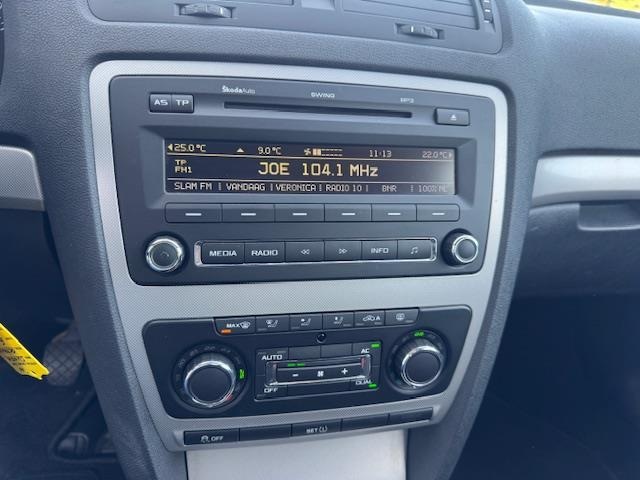 ŠkodaAuto SWING MP3
AS TP
25.0°C 9.0°C 11:13 22.0°C
TP
FM1 JOE 104.1 MHz
SLAM FM VANDAAG VERONICA RADIO 10 BNR 100% NL
MEDIA RADIO INFO
MAX A
AUTO AC
- +
OFF DUAL
OFF SET